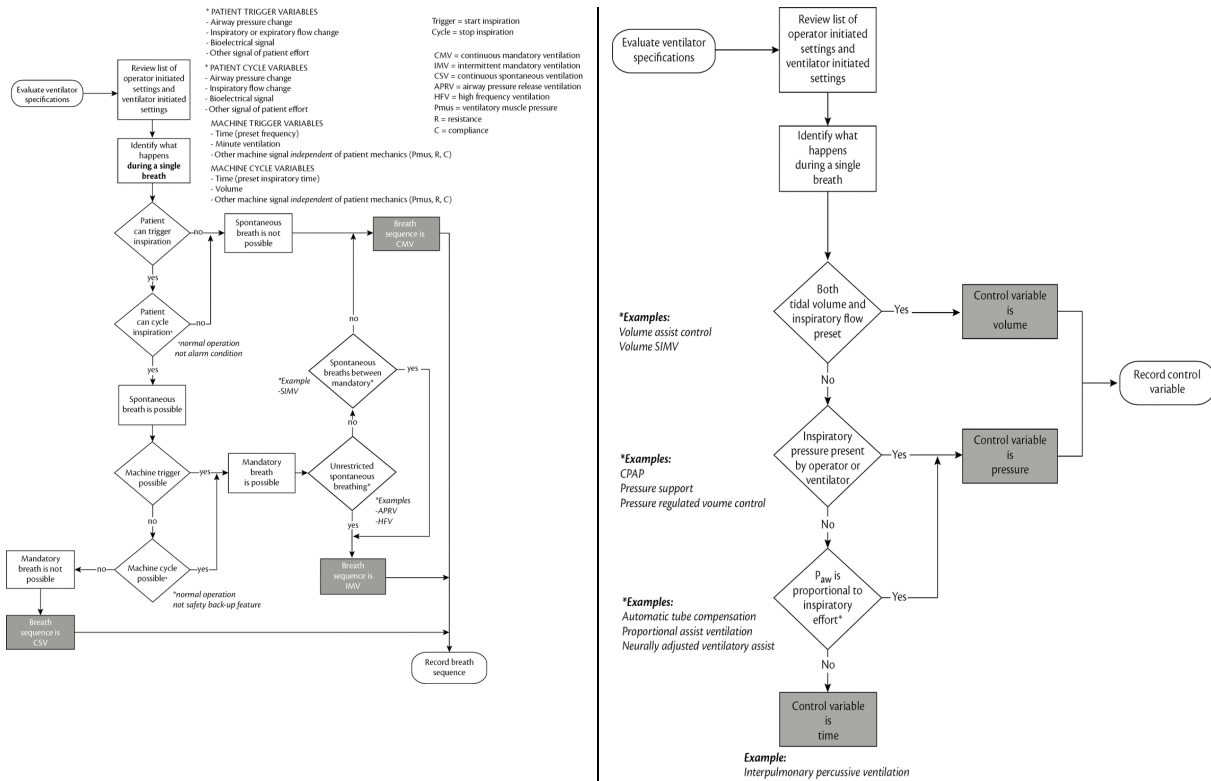 * PATIENT TRIGGER VARIABLES
- Airway pressure change
- Inspiratory or expiratory flow change
- Bioelectrical signal
- Other signal of patient effort
* PATIENT CYCLE VARIABLES
- Airway pressure change
- Inspiratory flow change
- Bioelectrical signal
- Other signal of patient effort
MACHINE TRIGGER VARIABLES
- Time (preset frequency)
- Minute ventilation
- Other machine signal independent of patient mechanics (Pmus, R, C)
MACHINE CYCLE VARIABLES
- Time (preset inspiratory time)
- Volume
- Other machine signal independent of patient mechanics (Pmus, R, C)
Trigger = start inspiration
Cycle = stop inspiration
CMV = continuous mandatory ventilation
IMV = intermittent mandatory ventilation
CSV = continuous spontaneous ventilation
APRV = airway pressure release ventilation
HFV = high frequency ventilation
Pmus = ventilatory muscle pressure
R = resistance
C = compliance
Evaluate ventilator
specifications
Review list of
operator initiated
settings and
ventilator initiated
settings
Identify what
happens
during a single
breath
Patient
can trigger
inspiration
no
Spontaneous
breath is not
possible
Breath
sequence is
CMV
yes
Patient
can cycle
inspiration*
no
*normal operation
not alarm condition
yes
Spontaneous
breath is possible
no
Spontaneous
breaths between
mandatory*
yes
*Example
-SIMV
no
Machine trigger
possible
yes
Mandatory
breath
is possible
Unrestricted
spontaneous
breathing*
*Examples
-APRV
-HFV
yes
no
Machine cycle
possible*
yes
*normal operation
not safety back-up feature
no
Mandatory
breath is not
possible
Breath
sequence is
IMV
Breath
sequence is
CSV
Record breath
sequence
Evaluate ventilator
specifications
Review list of
operator initiated
settings and
ventilator initiated
settings
Identify what
happens
during a single
breath
Both
tidal volume and
inspiratory flow
preset
Yes
Control variable
is
volume
*Examples:
Volume assist control
Volume SIMV
No
Record control
variable
Inspiratory
pressure present
by operator or
ventilator
Yes
Control variable
is
pressure
*Examples:
CPAP
Pressure support
Pressure regulated voume control
No
Paw is
proportional to
inspiratory
effort*
Yes
*Examples:
Automatic tube compensation
Proportional assist ventilation
Neurally adjusted ventilatory assist
No
Control variable
is
time
Example:
Interpulmonary percussive ventilation